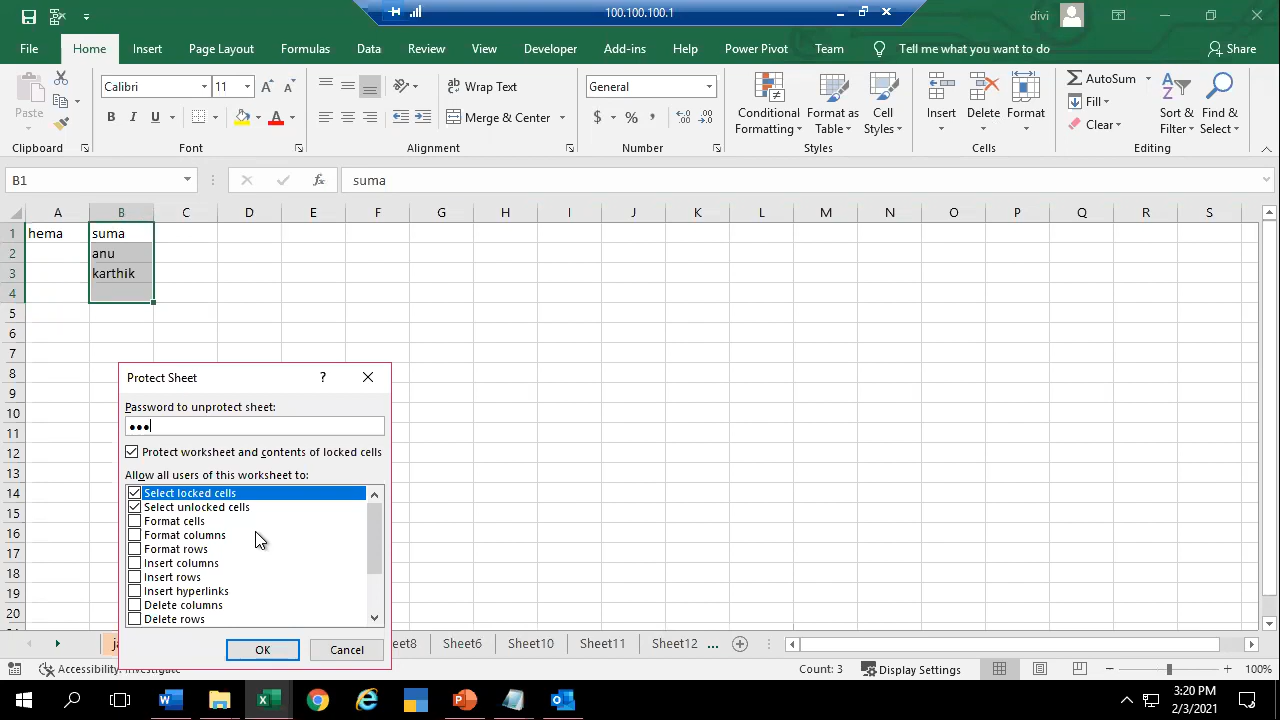 100.100.100.1
divi
File Home Insert Page Layout Formulas Data Review View Developer Add-ins Help Power Pivot Team Tell me what you want to do Share
Paste
Calibri 11
B I U A
Wrap Text
Merge & Center
General
$ % ,
Conditional Formatting
Format as Table
Cell Styles
Insert Delete Format
AutoSum
Fill
Clear
Sort & Filter
Find & Select
Clipboard Font Alignment Number Styles Cells Editing
B1 fx suma
A B C D E F G H I J K L M N O P Q R S
1 hema suma
2 anu
3 karthik
4
5
6
7
8
9
10
11
12
13
14
15
16
17
18
19
20
Protect Sheet ?
Password to unprotect sheet:
•••
Protect worksheet and contents of locked cells
Allow all users of this worksheet to:
Select locked cells
Select unlocked cells
Format cells
Format columns
Format rows
Insert columns
Insert rows
Insert hyperlinks
Delete columns
Delete rows
OK Cancel
Sheet6 Sheet10 Sheet11 Sheet12 ...
Accessibility: Investigate Count: 3 Display Settings 100%
3:20 PM
2/3/2021